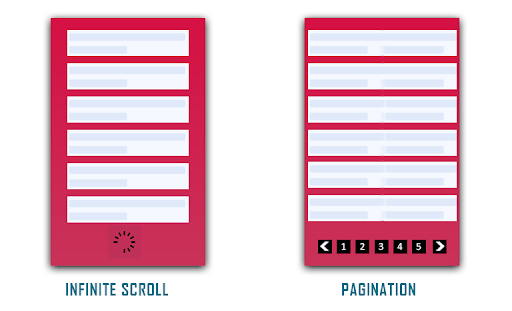 1 2 3 4 5
INFINITE SCROLL
PAGINATION